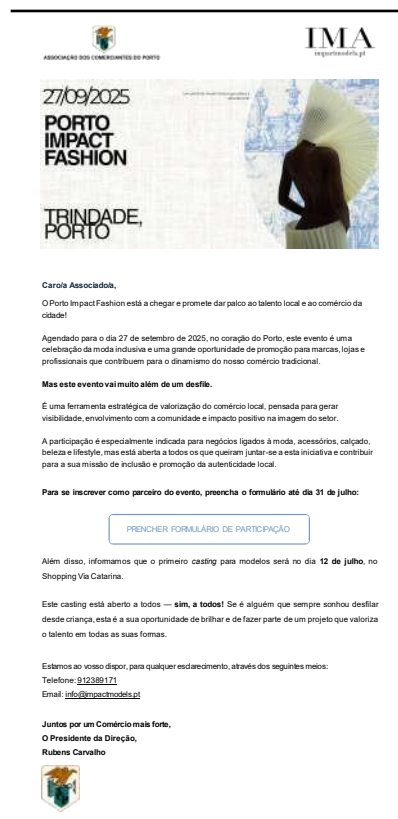 ASSOCIAÇÃO DOS COMERCIANTES DO PORTO
IMA
impactmodels.pt
27/09/2025
PORTO
IMPACT
FASHION
TRINDADE,
PORTO
Caro/a Associado/a,
O Porto Impact Fashion está a chegar e promete dar palco ao talento local e ao comércio da
cidade!
Agendado para o dia 27 de setembro de 2025, no coração do Porto, este evento é uma
celebração da moda inclusiva e uma grande oportunidade de promoção para marcas, lojas e
profissionais que contribuem para o dinamismo do nosso comércio tradicional.
Mas este evento vai muito além de um desfile.
É uma ferramenta estratégica de valorização do comércio local, pensada para gerar
visibilidade, envolvimento com a comunidade e impacto positivo na imagem do setor.
A participação é especialmente indicada para negócios ligados à moda, acessórios, calçado,
beleza e lifestyle, mas está aberta a todos os que queiram juntar-se a esta iniciativa e contribuir
para a sua missão de inclusão e promoção da autenticidade local.
Para se inscrever como parceiro do evento, preencha o formulário até dia 31 de julho:
PRENCHER FORMULÁRIO DE PARTICIPAÇÃO
Além disso, informamos que o primeiro casting para modelos será no dia 12 de julho, no
Shopping Via Catarina.
Este casting está aberto a todos — sim, a todos! Se é alguém que sempre sonhou desfilar
desde criança, esta é a sua oportunidade de brilhar e de fazer parte de um projeto que valoriza
o talento em todas as suas formas.
Estamos ao vosso dispor, para qualquer esclarecimento, através dos seguintes meios:
Telefone: 912389171
Email: info@impactmodels.pt
Juntos por um Comércio mais forte,
O Presidente da Direção,
Rubens Carvalho